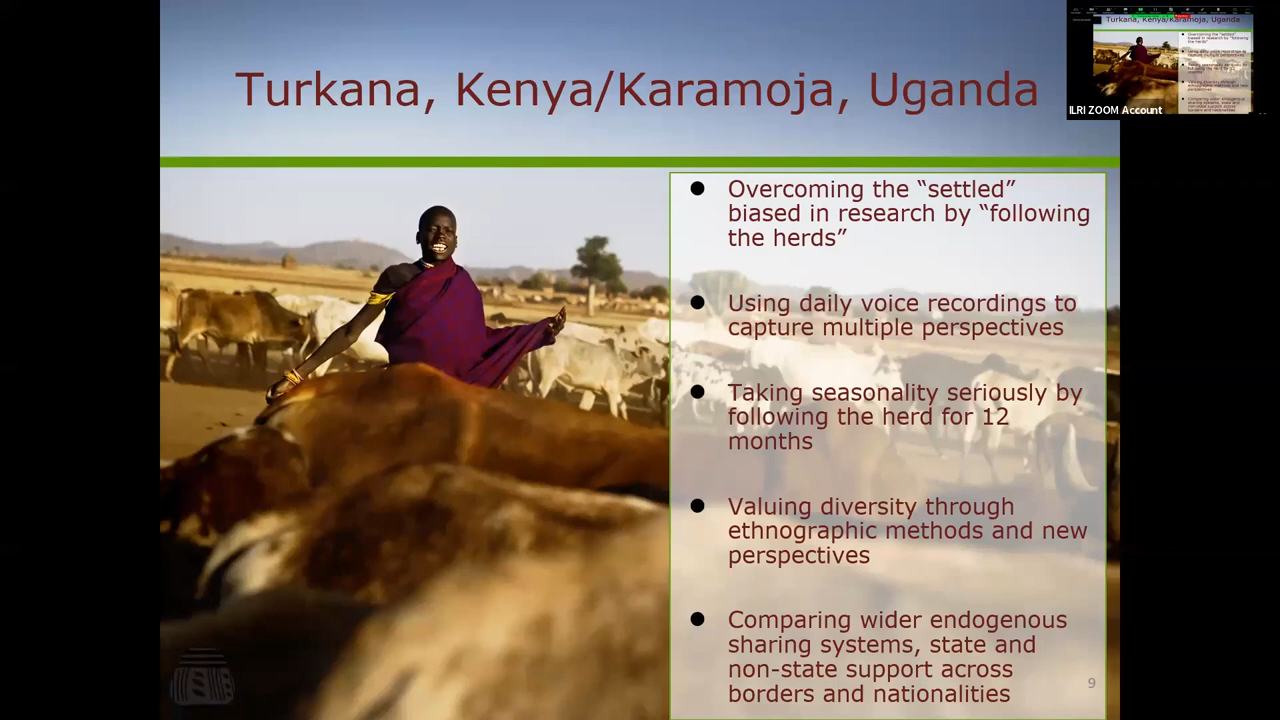 Turkana, Kenya/Karamoja, Uganda
Overcoming the “settled”
biased in research by “following
the herds”
Using daily voice recordings to
capture multiple perspectives
Taking seasonality seriously by
following the herd for 12
months
Valuing diversity through
ethnographic methods and new
perspectives
Comparing wider endogenous
sharing systems, state and
non-state support across
borders and nationalities
9
Turkana, Kenya/Karamoja, Uganda
ILRI ZOOM Account